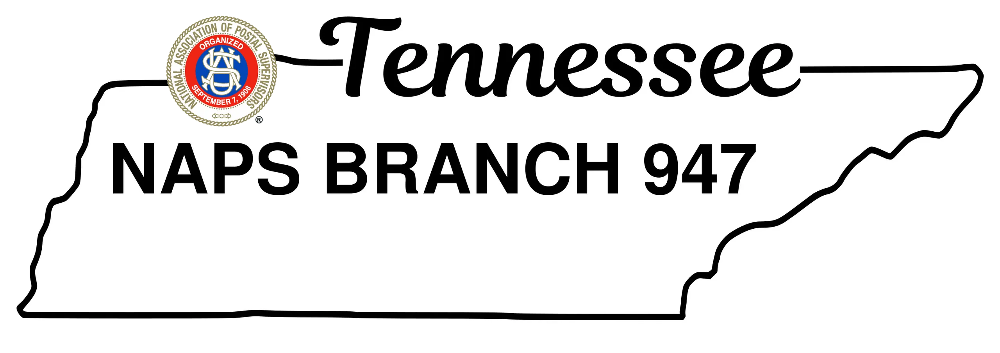 NATIONAL ASSOCIATION OF POSTAL SUPERVISORS
ORGANIZED
SEPTEMBER 7, 1908
®
Tennessee
NAPS BRANCH 947